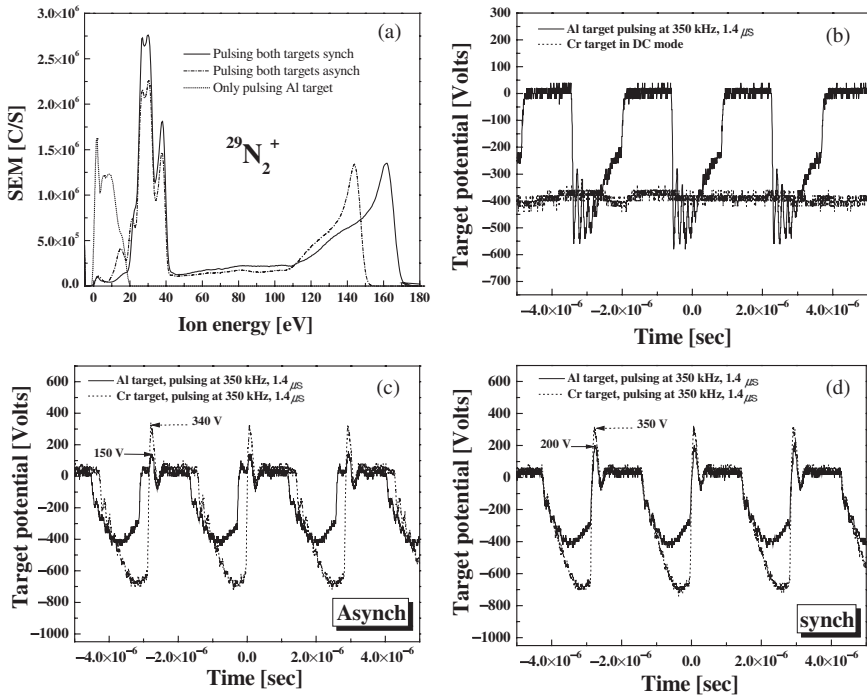 (a)
Pulsing both targets synch
Pulsing both targets asynch
Only pulsing Al target
²⁹N₂⁺
SEM [C/S]
3.0×10⁶
2.5×10⁶
2.0×10⁶
1.5×10⁶
1.0×10⁶
5.0×10⁵
0.0
0 20 40 60 80 100 120 140 160 180
Ion energy [eV]
(b)
Al target pulsing at 350 kHz, 1.4 μs
Cr target in DC mode
Target potential [Volts]
300
200
100
0
−100
−200
−300
−400
−500
−600
−700
−4.0×10⁻⁶ −2.0×10⁻⁶ 0.0 2.0×10⁻⁶ 4.0×10⁻⁶
Time [sec]
(c)
Al target, pulsing at 350 kHz, 1.4 μs
Cr target, pulsing at 350 kHz, 1.4 μs
340 V
150 V
Asynch
Target potential [Volts]
600
400
200
0
−200
−400
−600
−800
−1000
−4.0×10⁻⁶ −2.0×10⁻⁶ 0.0 2.0×10⁻⁶ 4.0×10⁻⁶
Time [sec]
(d)
Al target, pulsing at 350 kHz, 1.4 μs
Cr target, pulsing at 350 kHz, 1.4 μs
350 V
200 V
synch
Target potential [Volts]
600
400
200
0
−200
−400
−600
−800
−1000
−4.0×10⁻⁶ −2.0×10⁻⁶ 0.0 2.0×10⁻⁶ 4.0×10⁻⁶
Time [sec]